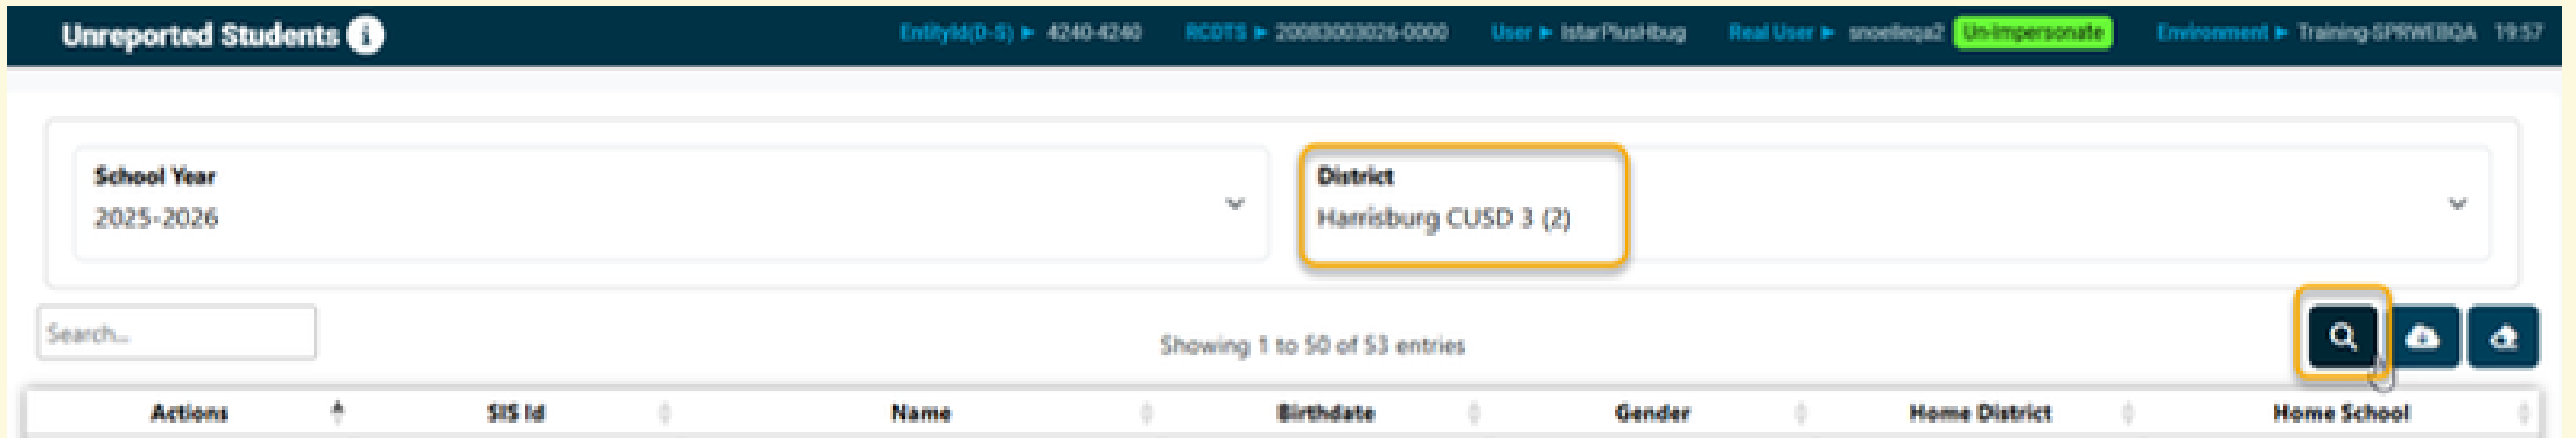 Unreported Students i EntityId(D-S) ► 4240-4240 RCDTS ► 20083003026-0000 User ► IstarPlusHbug Real User ► snoelleqa2 Un-Impersonate Environment ► Training-SPRWEBQA 19:57
School Year
2025-2026
District
Harrisburg CUSD 3 (2)
Search...
Showing 1 to 50 of 53 entries
Actions SIS Id Name Birthdate Gender Home District Home School